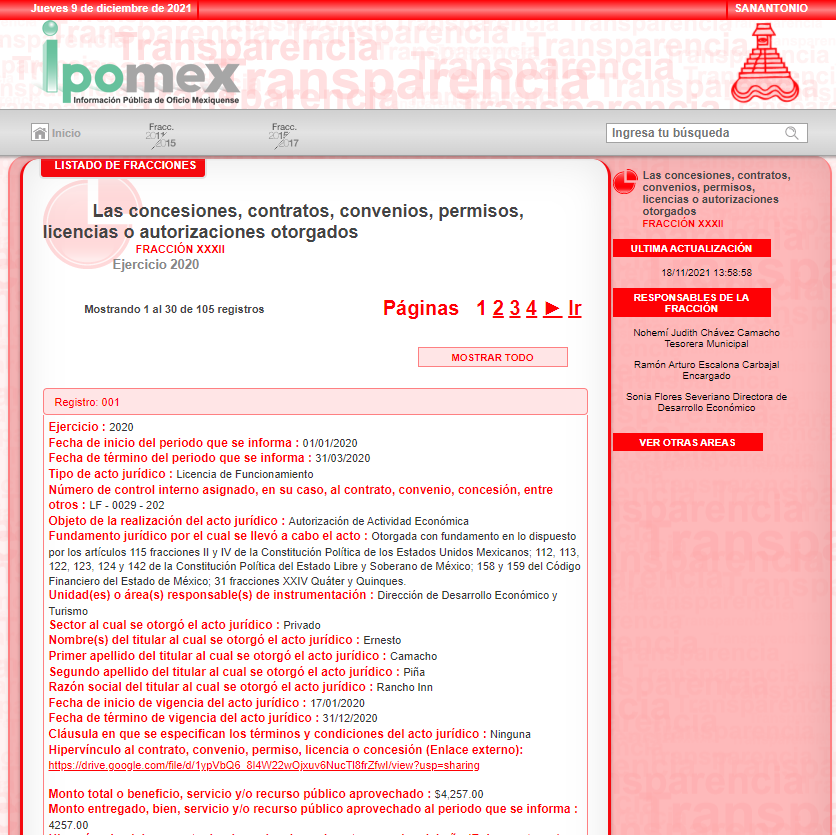 Jueves 9 de diciembre de 2021
SANANTONIO
ipomex
Información Pública de Oficio Mexiquense
Inicio
Fracc.
2015
Fracc.
2017
Ingresa tu búsqueda
LISTADO DE FRACCIONES
Las concesiones, contratos, convenios, permisos,
licencias o autorizaciones otorgados
FRACCIÓN XXXII
Ejercicio 2020
Mostrando 1 al 30 de 105 registros
Páginas 1 2 3 4 ► Ir
MOSTRAR TODO
Registro: 001
Ejercicio : 2020
Fecha de inicio del periodo que se informa : 01/01/2020
Fecha de término del periodo que se informa : 31/03/2020
Tipo de acto jurídico : Licencia de Funcionamiento
Número de control interno asignado, en su caso, al contrato, convenio, concesión, entre
otros : LF - 0029 - 202
Objeto de la realización del acto jurídico : Autorización de Actividad Económica
Fundamento jurídico por el cual se llevó a cabo el acto : Otorgada con fundamento en lo dispuesto
por los artículos 115 fracciones II y IV de la Constitución Política de los Estados Unidos Mexicanos; 112, 113,
122, 123, 124 y 142 de la Constitución Política del Estado Libre y Soberano de México; 158 y 159 del Código
Financiero del Estado de México; 31 fracciones XXIV Quáter y Quinques.
Unidad(es) o área(s) responsable(s) de instrumentación : Dirección de Desarrollo Económico y
Turismo
Sector al cual se otorgó el acto jurídico : Privado
Nombre(s) del titular al cual se otorgó el acto jurídico : Ernesto
Primer apellido del titular al cual se otorgó el acto jurídico : Camacho
Segundo apellido del titular al cual se otorgó el acto jurídico : Piña
Razón social del titular al cual se otorgó el acto jurídico : Rancho Inn
Fecha de inicio de vigencia del acto jurídico : 17/01/2020
Fecha de término de vigencia del acto jurídico : 31/12/2020
Cláusula en que se especifican los términos y condiciones del acto jurídico : Ninguna
Hipervínculo al contrato, convenio, permiso, licencia o concesión (Enlace externo):
https://drive.google.com/file/d/1ypVbQ6_8I4W22wOjxuv6NucTl8frZfwI/view?usp=sharing
Monto total o beneficio, servicio y/o recurso público aprovechado : $4,257.00
Monto entregado, bien, servicio y/o recurso público aprovechado al periodo que se informa :
4257.00
Las concesiones, contratos,
convenios, permisos,
licencias o autorizaciones
otorgados
FRACCIÓN XXXII
ULTIMA ACTUALIZACIÓN
18/11/2021 13:58:58
RESPONSABLES DE LA
FRACCIÓN
Nohemí Judith Chávez Camacho
Tesorera Municipal
Ramón Arturo Escalona Carbajal
Encargado
Sonia Flores Severiano Directora de
Desarrollo Económico
VER OTRAS AREAS